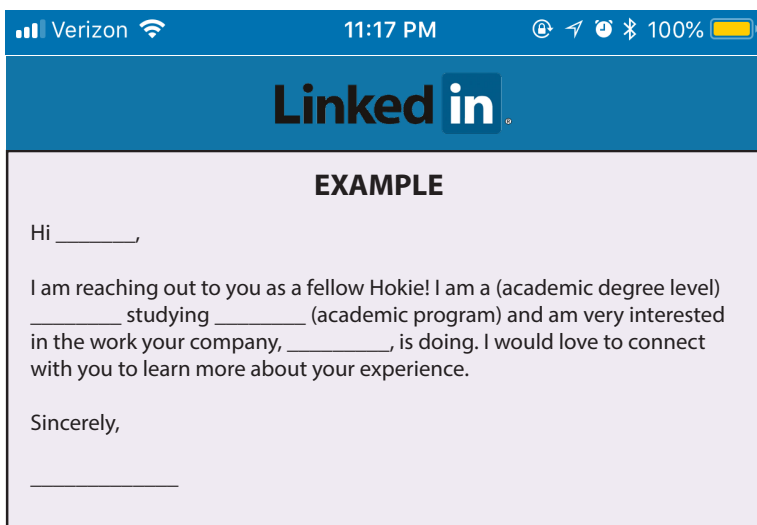 Verizon 11:17 PM 100%
Linked in
EXAMPLE
Hi _______,
I am reaching out to you as a fellow Hokie! I am a (academic degree level)
________ studying ________ (academic program) and am very interested
in the work your company, _________, is doing. I would love to connect
with you to learn more about your experience.
Sincerely,
_____________